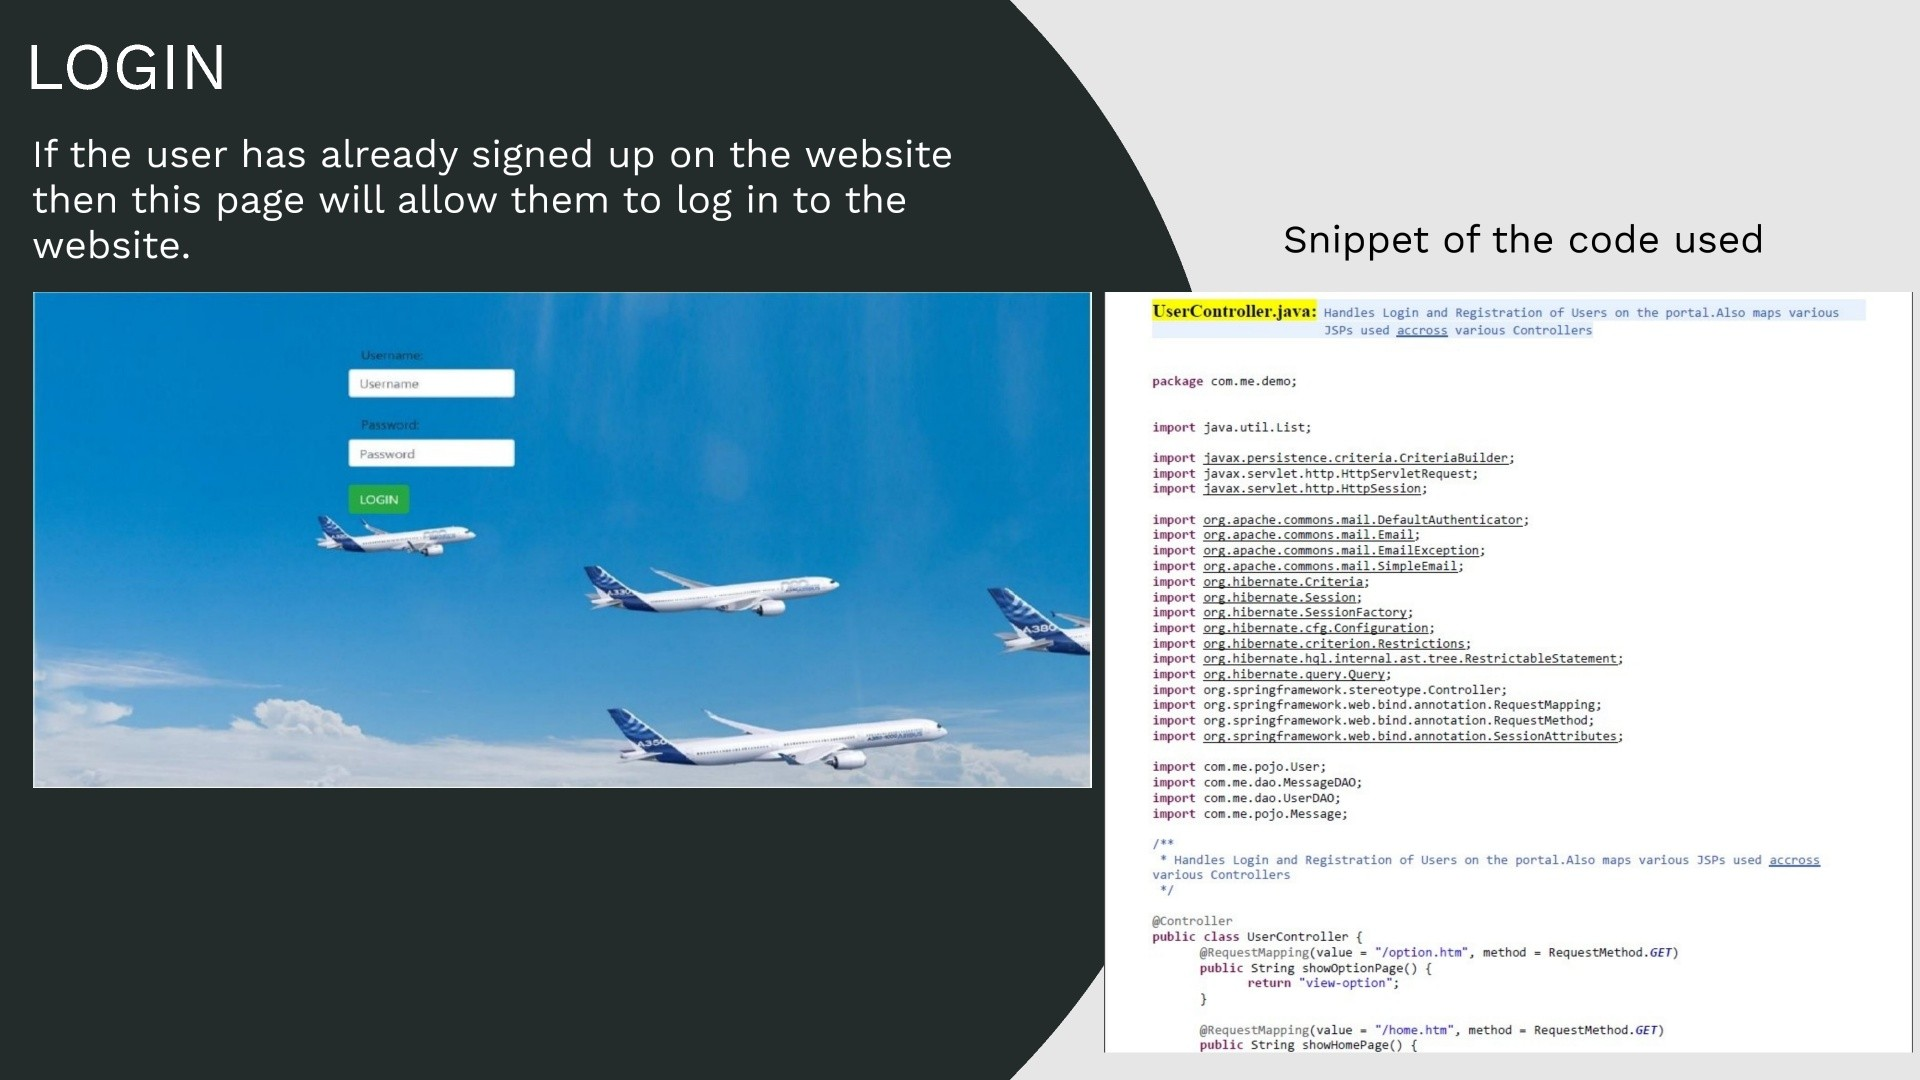 LOGIN
If the user has already signed up on the website
then this page will allow them to log in to the
website.
Username:
Username
Password:
Password
LOGIN
A330
A380
A350
Snippet of the code used
UserController.java: Handles Login and Registration of Users on the portal.Also maps various
JSPs used accross various Controllers
package com.me.demo;
import java.util.List;
import javax.persistence.criteria.CriteriaBuilder;
import javax.servlet.http.HttpServletRequest;
import javax.servlet.http.HttpSession;
import org.apache.commons.mail.DefaultAuthenticator;
import org.apache.commons.mail.Email;
import org.apache.commons.mail.EmailException;
import org.apache.commons.mail.SimpleEmail;
import org.hibernate.Criteria;
import org.hibernate.Session;
import org.hibernate.SessionFactory;
import org.hibernate.cfg.Configuration;
import org.hibernate.criterion.Restrictions;
import org.hibernate.hql.internal.ast.tree.RestrictableStatement;
import org.hibernate.query.Query;
import org.springframework.stereotype.Controller;
import org.springframework.web.bind.annotation.RequestMapping;
import org.springframework.web.bind.annotation.RequestMethod;
import org.springframework.web.bind.annotation.SessionAttributes;
import com.me.pojo.User;
import com.me.dao.MessageDAO;
import com.me.dao.UserDAO;
import com.me.pojo.Message;
/**
* Handles Login and Registration of Users on the portal.Also maps various JSPs used accross
various Controllers
*/
@Controller
public class UserController {
@RequestMapping(value = "/option.htm", method = RequestMethod.GET)
public String showOptionPage() {
return "view-option";
}
@RequestMapping(value = "/home.htm", method = RequestMethod.GET)
public String showHomePage() {